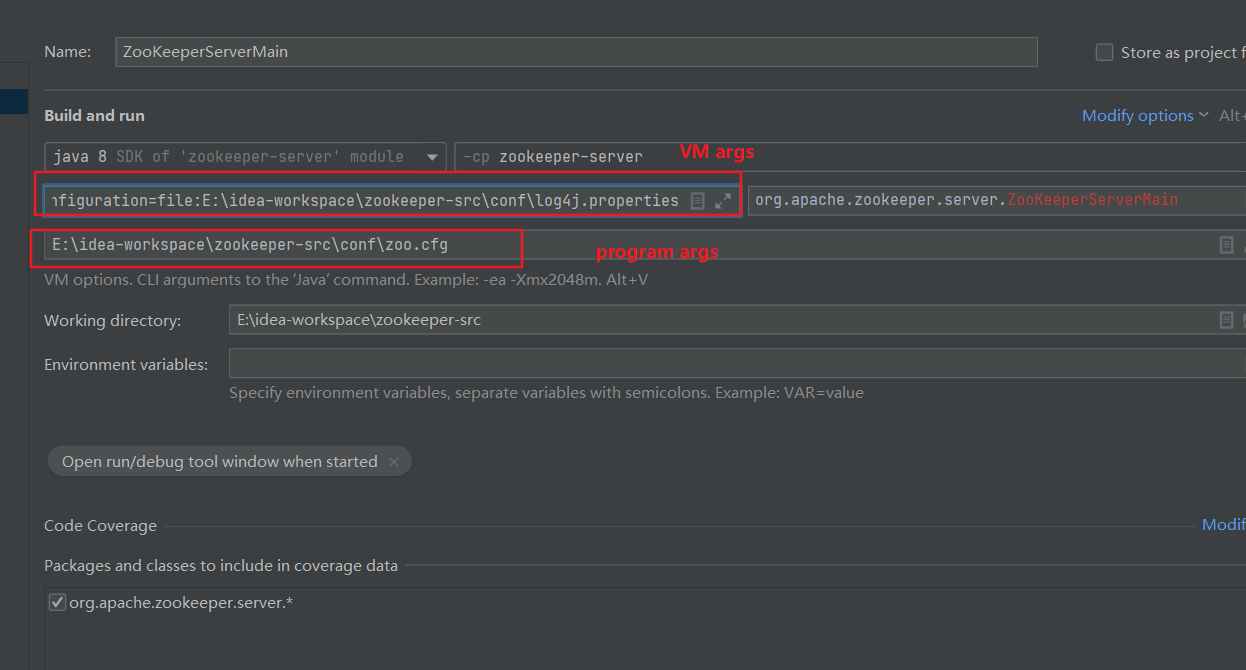 Name: ZooKeeperServerMain Store as project f
Build and run Modify options Alt+
java 8 SDK of 'zookeeper-server' module -cp zookeeper-server VM args
nfiguration=file:E:\idea-workspace\zookeeper-src\conf\log4j.properties org.apache.zookeeper.server.ZooKeeperServerMain
E:\idea-workspace\zookeeper-src\conf\zoo.cfg program args
VM options. CLI arguments to the ‘Java’ command. Example: -ea -Xmx2048m. Alt+V
Working directory: E:\idea-workspace\zookeeper-src
Environment variables:
Specify environment variables, separate variables with semicolons. Example: VAR=value
Open run/debug tool window when started ×
Code Coverage Modif
Packages and classes to include in coverage data
org.apache.zookeeper.server.*